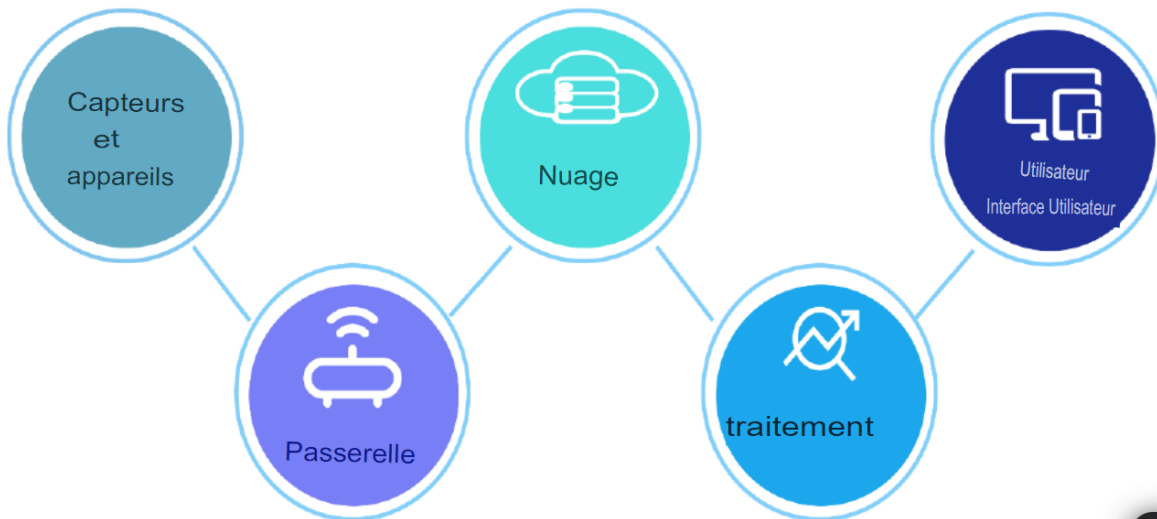 Capteurs
et
appareils
Passerelle
Nuage
traitement
Utilisateur
Interface Utilisateur